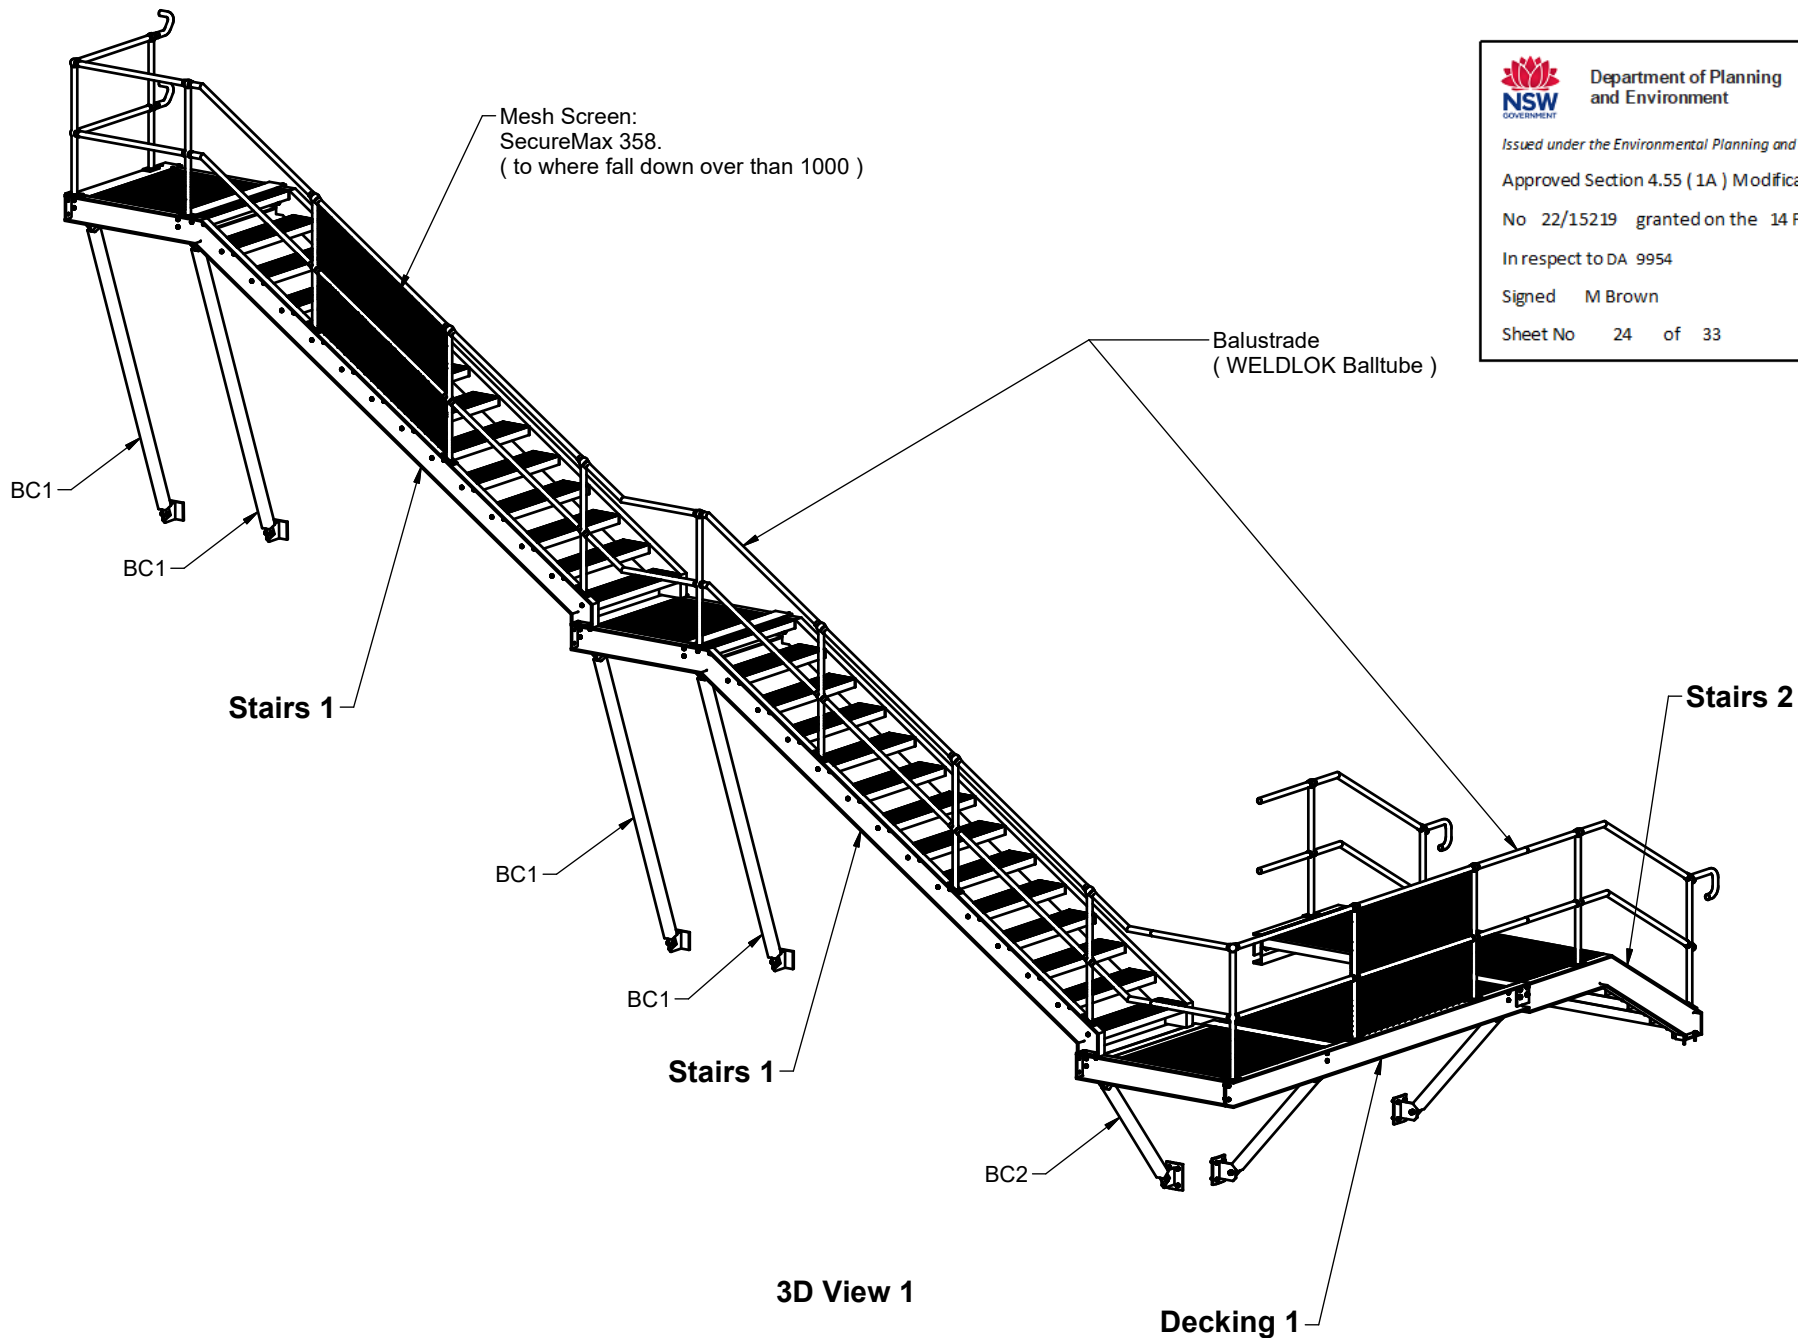 Mesh Screen:
SecureMax 358.
( to where fall down over than 1000 )
NSW
GOVERNMENT
Department of Planning
and Environment
Issued under the Environmental Planning and
Approved Section 4.55 ( 1A ) Modifica
No 22/15219 granted on the 14 F
In respect to DA 9954
Signed M Brown
Sheet No 24 of 33
Balustrade
( WELDLOK Balltube )
BC1
BC1
Stairs 1
Stairs 2
BC1
BC1
Stairs 1
BC2
3D View 1
Decking 1